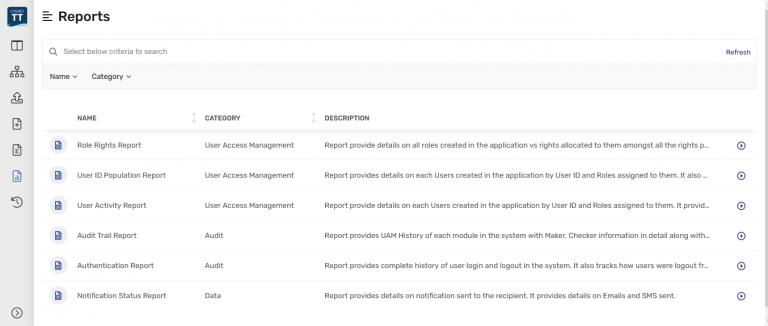 CYGNET
TT
Reports
Select below criteria to search
Refresh
Name
Category
NAME
CATEGORY
DESCRIPTION
Role Rights Report
User Access Management
Report provide details on all roles created in the application vs rights allocated to them amongst all the rights p...
User ID Population Report
User Access Management
Report provides details on each Users created in the application by User ID and Roles assigned to them. It also ...
User Activity Report
User Access Management
Report provide details on each Users created in the application by User ID and Roles assigned to them. It provid...
Audit Trail Report
Audit
Report provides UAM History of each module in the system with Maker, Checker information in detail along with...
Authentication Report
Audit
Report provides complete history of user login and logout in the system. It also tracks how users were logout fr...
Notification Status Report
Data
Report provides details on notification sent to the recipient. It provides details on Emails and SMS sent.